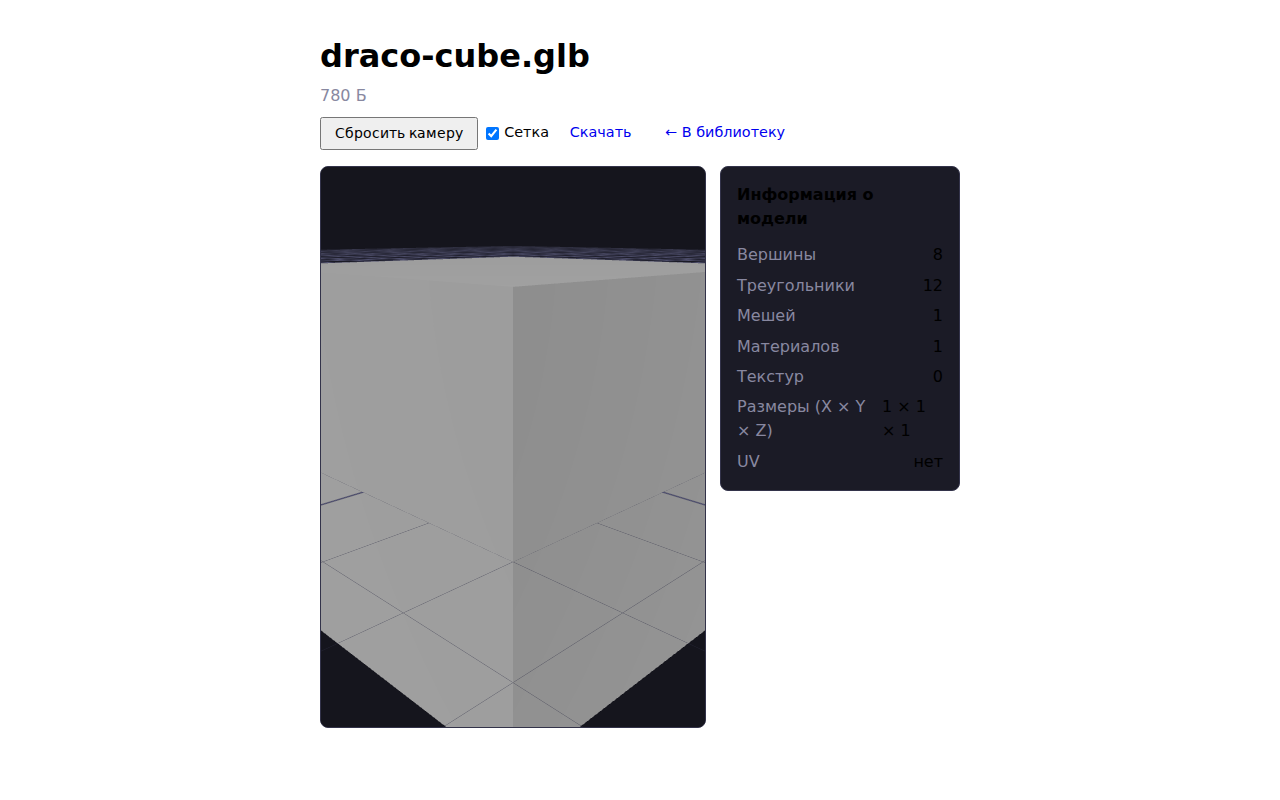 draco-cube.glb
780 Б
Сбросить камеру Сетка Скачать ← В библиотеку
Информация о
модели
Вершины 8
Треугольники 12
Мешей 1
Материалов 1
Текстур 0
Размеры (X × Y 1 × 1
× Z) × 1
UV нет